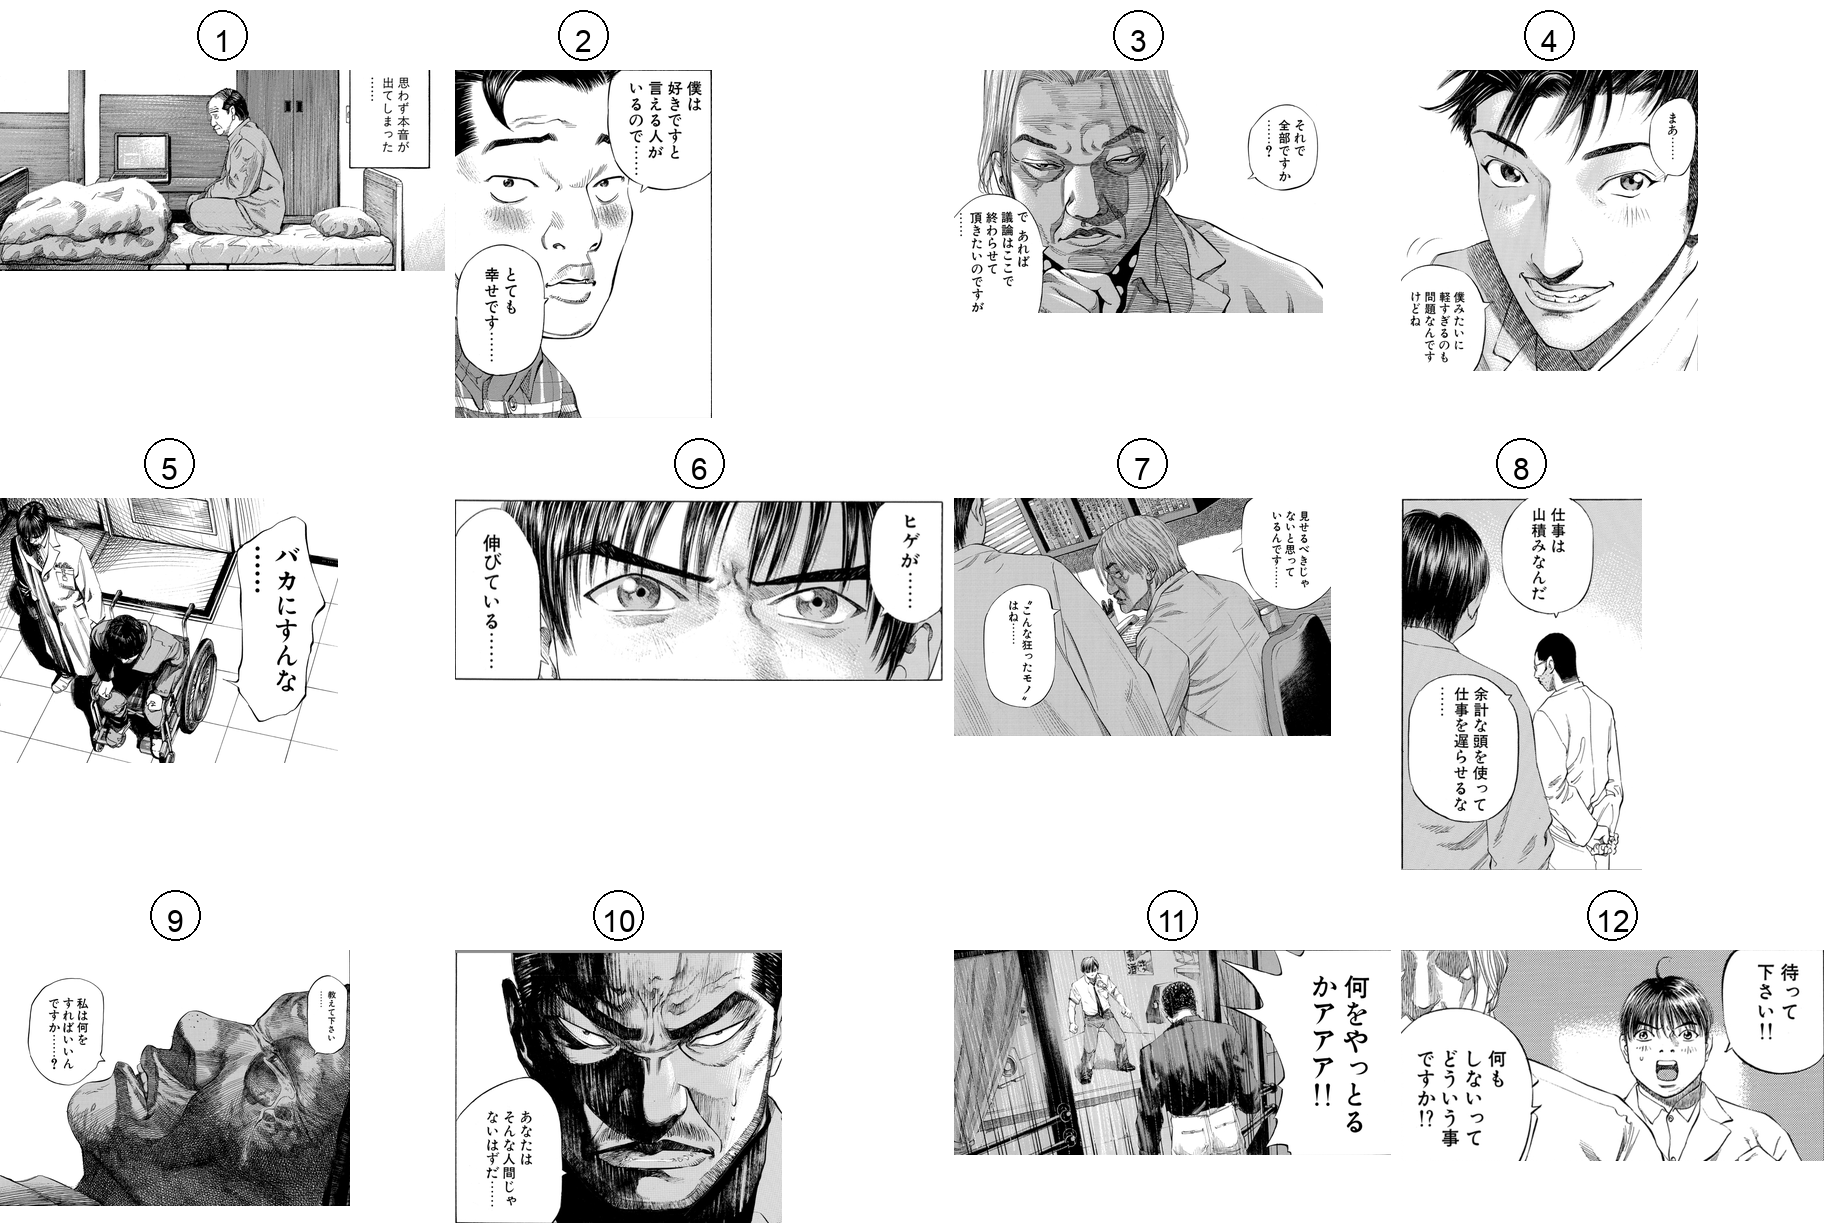 1
思わず本音が
出てしまった
……
2
僕は
好きですと
言える人が
いるので……
とても
幸せです……
3
それで
全部ですか
……?
で あれば
議論はここで
終わらせて
頂きたいのですが
……
4
まあ…
僕みたいに
軽すぎるのも
問題なんです
けどね
5
バカにすんな
……
6
ヒゲが……
伸びている……
7
見せるべきじゃ
ないと思って
いるんです……
“こんな狂ったモノ”
はね……
8
仕事は
山積みなんだ
余計な頭を使って
仕事を遅らせるな
……
9
教えて下さい
……
私は何を
すればいいん
ですか……?
10
あなたは
そんな人間じゃ
ないはずだ……
11
何をやっとる
かアアア!!
12
待って
下さい!!
何も
しないって
どういう事
ですか!?